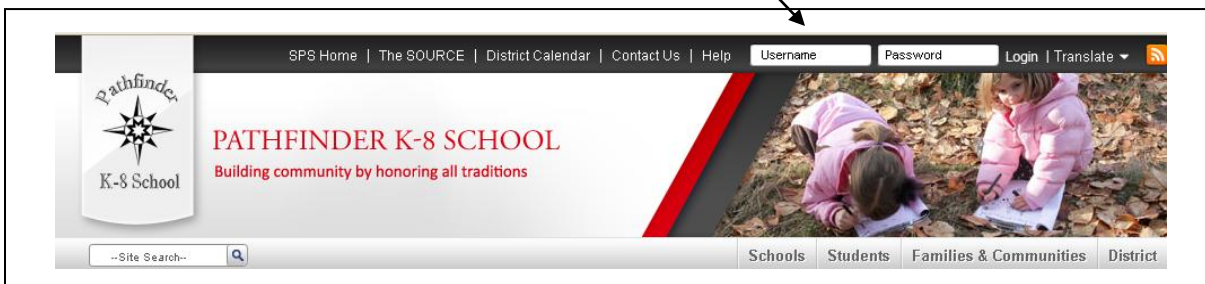 SPS Home | The SOURCE | District Calendar | Contact Us | Help
Username
Password
Login | Translate
Pathfinder
K-8 School
PATHFINDER K-8 SCHOOL
Building community by honoring all traditions
--Site Search--
Schools
Students
Families & Communities
District